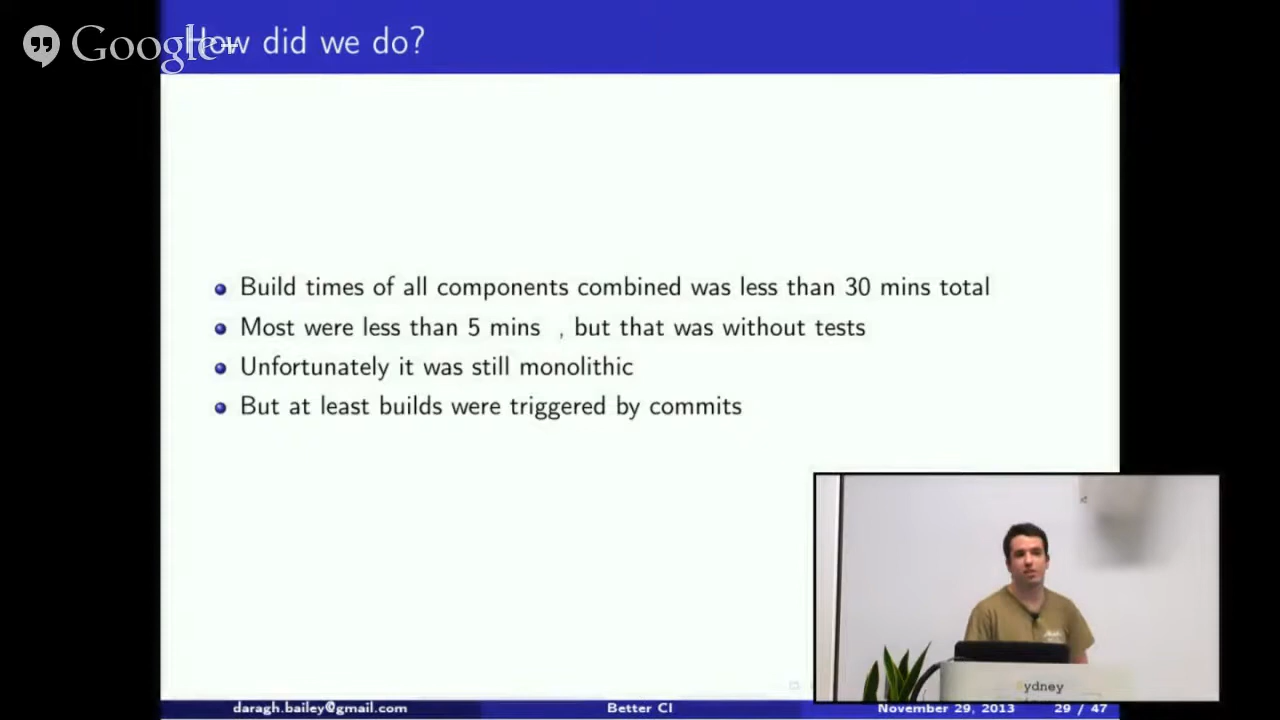 Google+
How did we do?
Build times of all components combined was less than 30 mins total
Most were less than 5 mins , but that was without tests
Unfortunately it was still monolithic
But at least builds were triggered by commits
ydney
daragh.bailey@gmail.com Better CI November 29, 2013 29 / 47